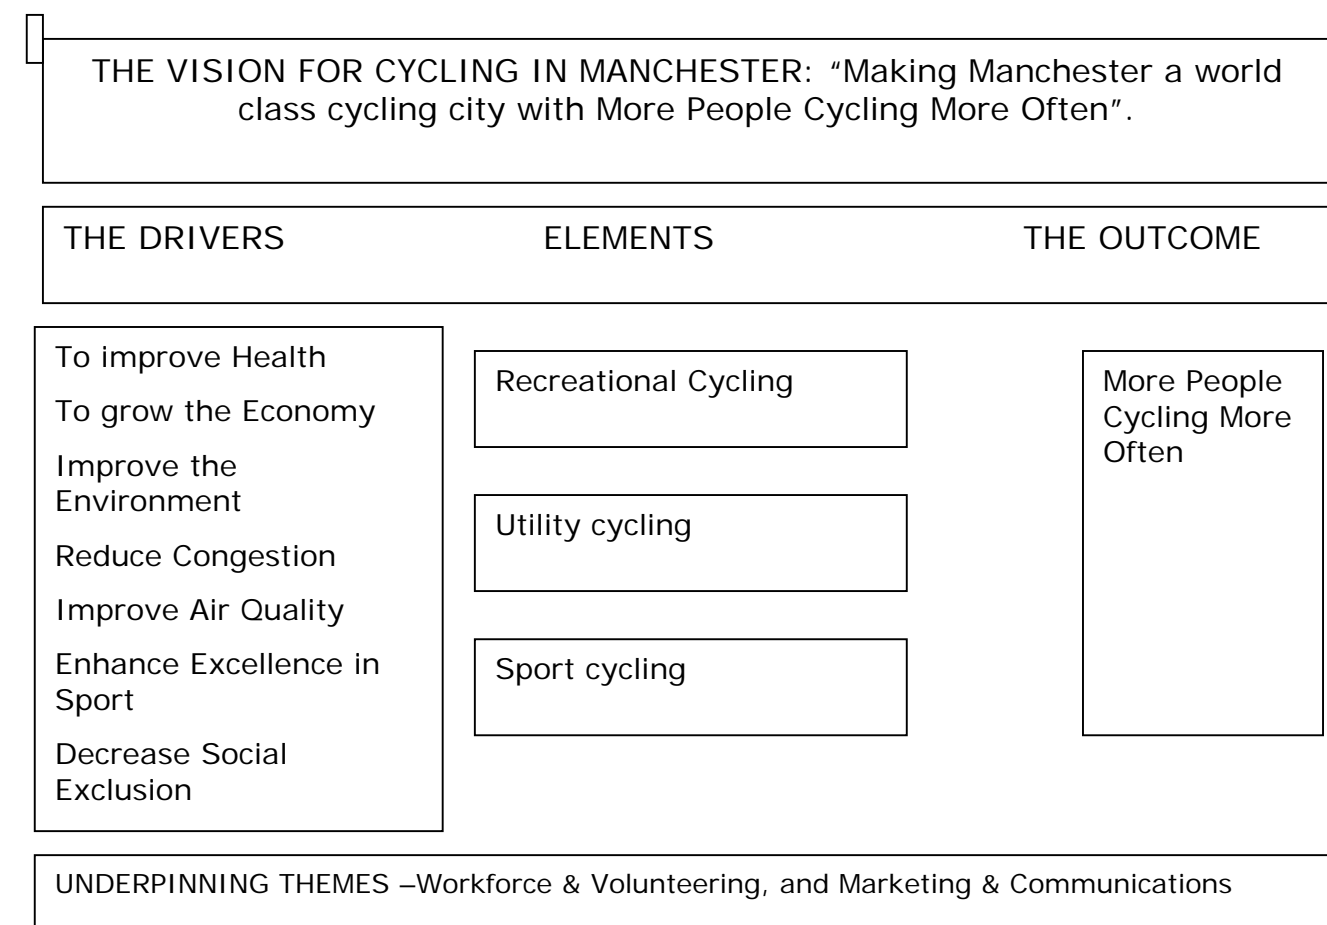 THE VISION FOR CYCLING IN MANCHESTER: “Making Manchester a world
class cycling city with More People Cycling More Often”.
THE DRIVERS ELEMENTS THE OUTCOME
To improve Health
To grow the Economy
Improve the
Environment
Reduce Congestion
Improve Air Quality
Enhance Excellence in
Sport
Decrease Social
Exclusion
Recreational Cycling
Utility cycling
Sport cycling
More People
Cycling More
Often
UNDERPINNING THEMES –Workforce & Volunteering, and Marketing & Communications